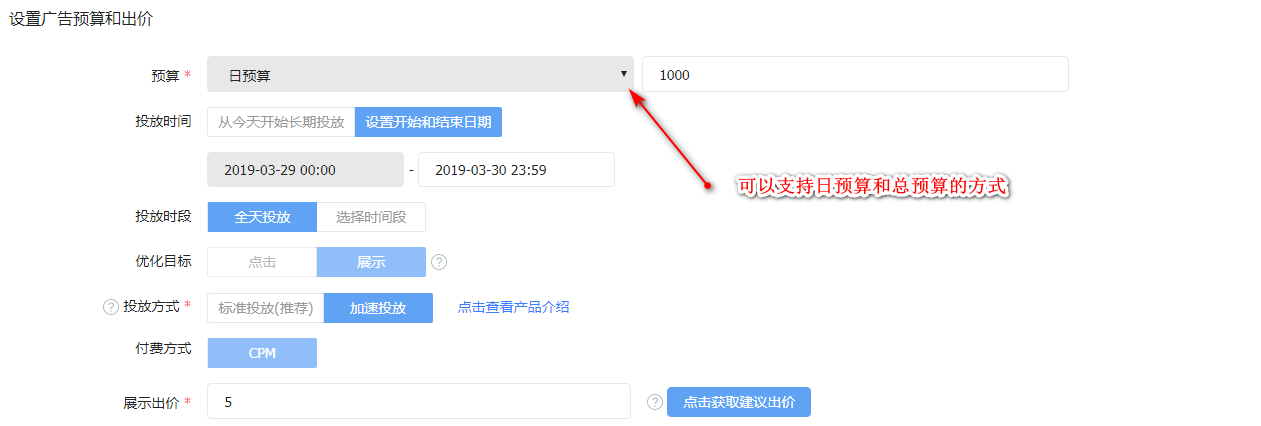 设置广告预算和出价
预算 * 日预算 ▼ 1000
投放时间 从今天开始长期投放 设置开始和结束日期
2019-03-29 00:00 - 2019-03-30 23:59
可以支持日预算和总预算的方式
投放时段 全天投放 选择时间段
优化目标 点击 展示 ?
? 投放方式 * 标准投放(推荐) 加速投放 点击查看产品介绍
付费方式 CPM
展示出价 * 5 ? 点击获取建议出价